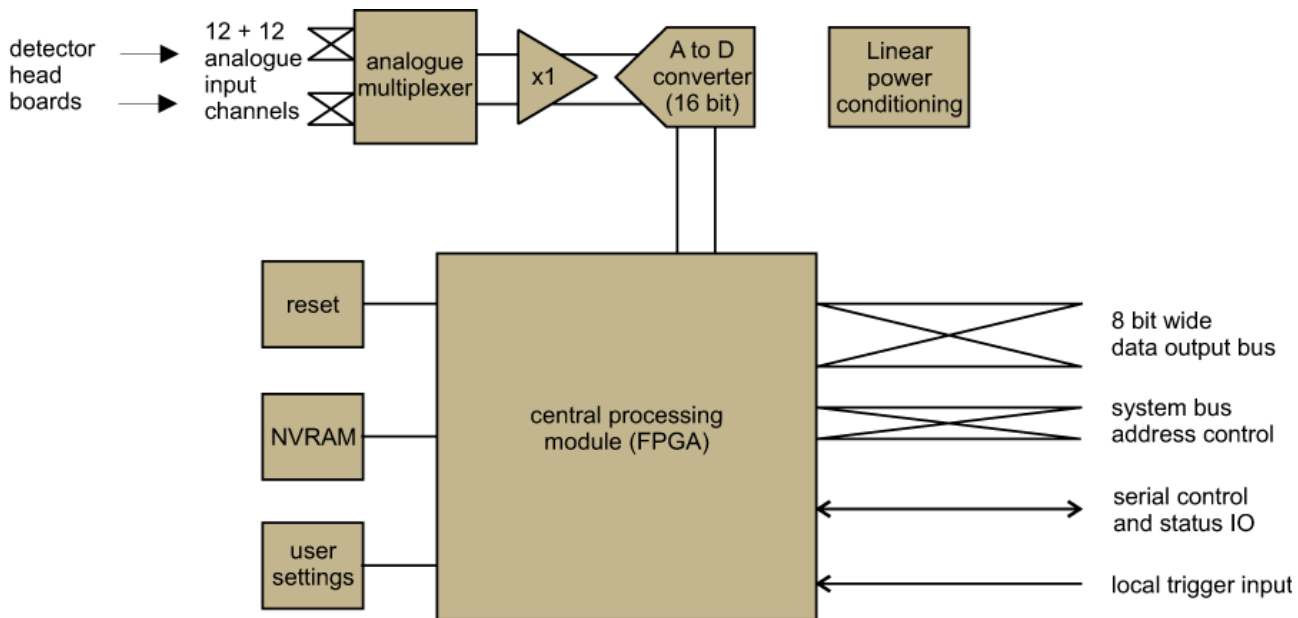 detector
head
boards
12 + 12
analogue
input
channels
analogue
multiplexer
x1
A to D
converter
(16 bit)
Linear
power
conditioning
reset
NVRAM
user
settings
central processing
module (FPGA)
8 bit wide
data output bus
system bus
address control
serial control
and status IO
local trigger input